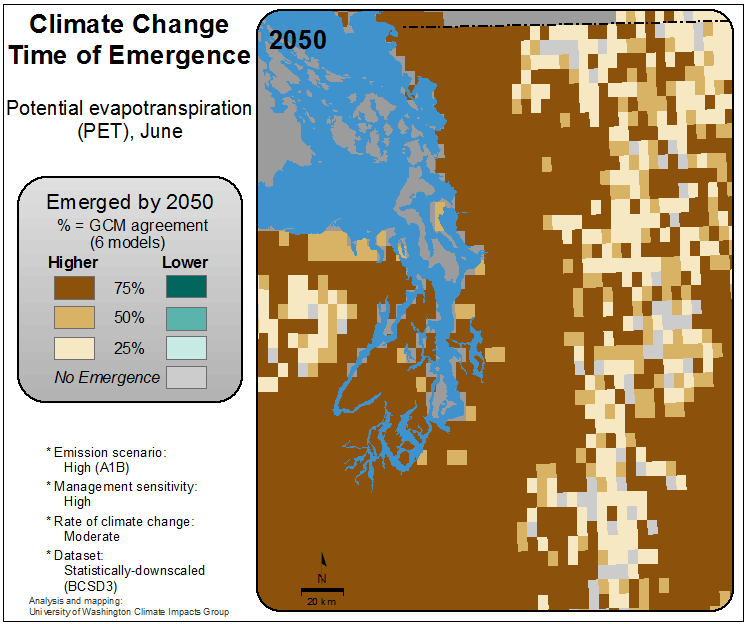 Climate Change
Time of Emergence
Potential evapotranspiration
(PET), June
Emerged by 2050
% = GCM agreement
(6 models)
Higher Lower
75%
50%
25%
No Emergence
* Emission scenario:
High (A1B)
* Management sensitivity:
High
* Rate of climate change:
Moderate
* Dataset:
Statistically-downscaled
(BCSD3)
Analysis and mapping:
University of Washington Climate Impacts Group
2050
N
20 km